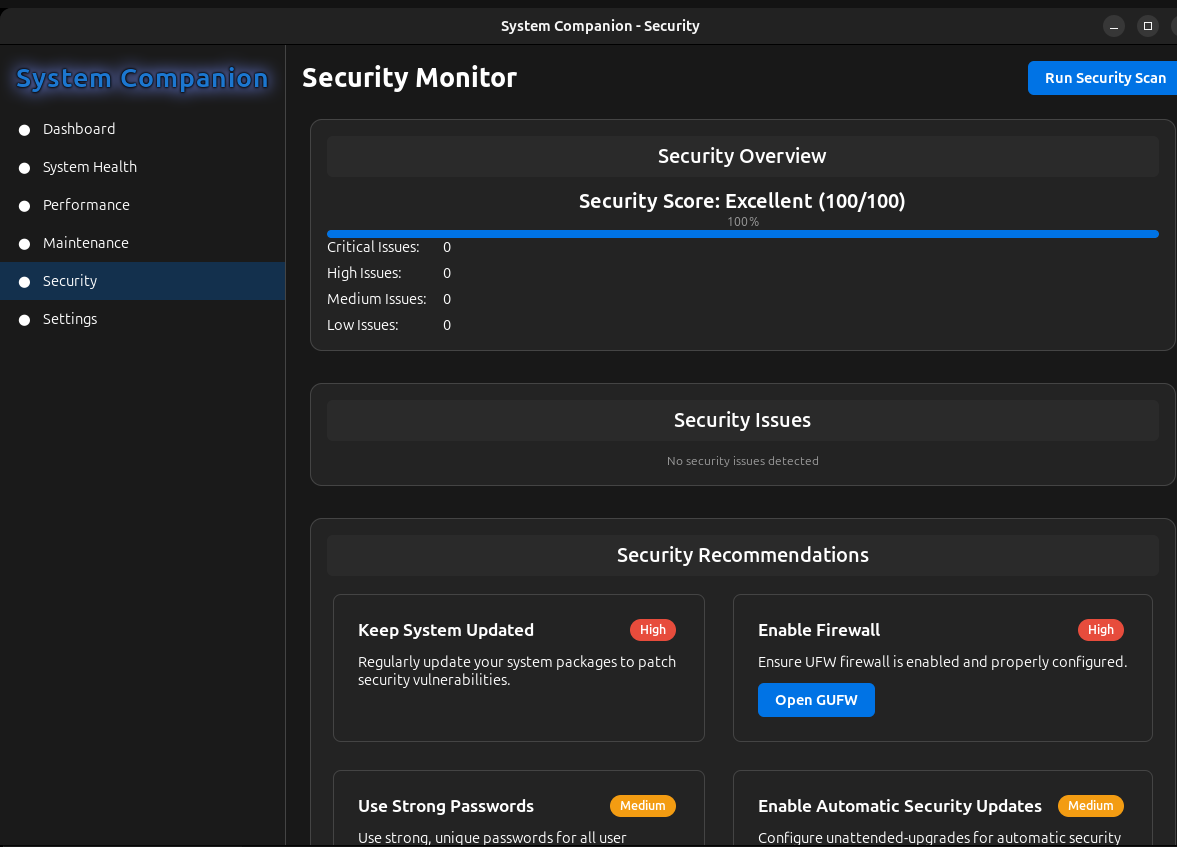 System Companion - Security
System Companion
Dashboard
System Health
Performance
Maintenance
Security
Settings
Security Monitor
Run Security Scan
Security Overview
Security Score: Excellent (100/100)
100%
Critical Issues: 0
High Issues: 0
Medium Issues: 0
Low Issues: 0
Security Issues
No security issues detected
Security Recommendations
Keep System Updated High
Regularly update your system packages to patch
security vulnerabilities.
Enable Firewall High
Ensure UFW firewall is enabled and properly configured.
Open GUFW
Use Strong Passwords Medium
Use strong, unique passwords for all user
Enable Automatic Security Updates Medium
Configure unattended-upgrades for automatic security